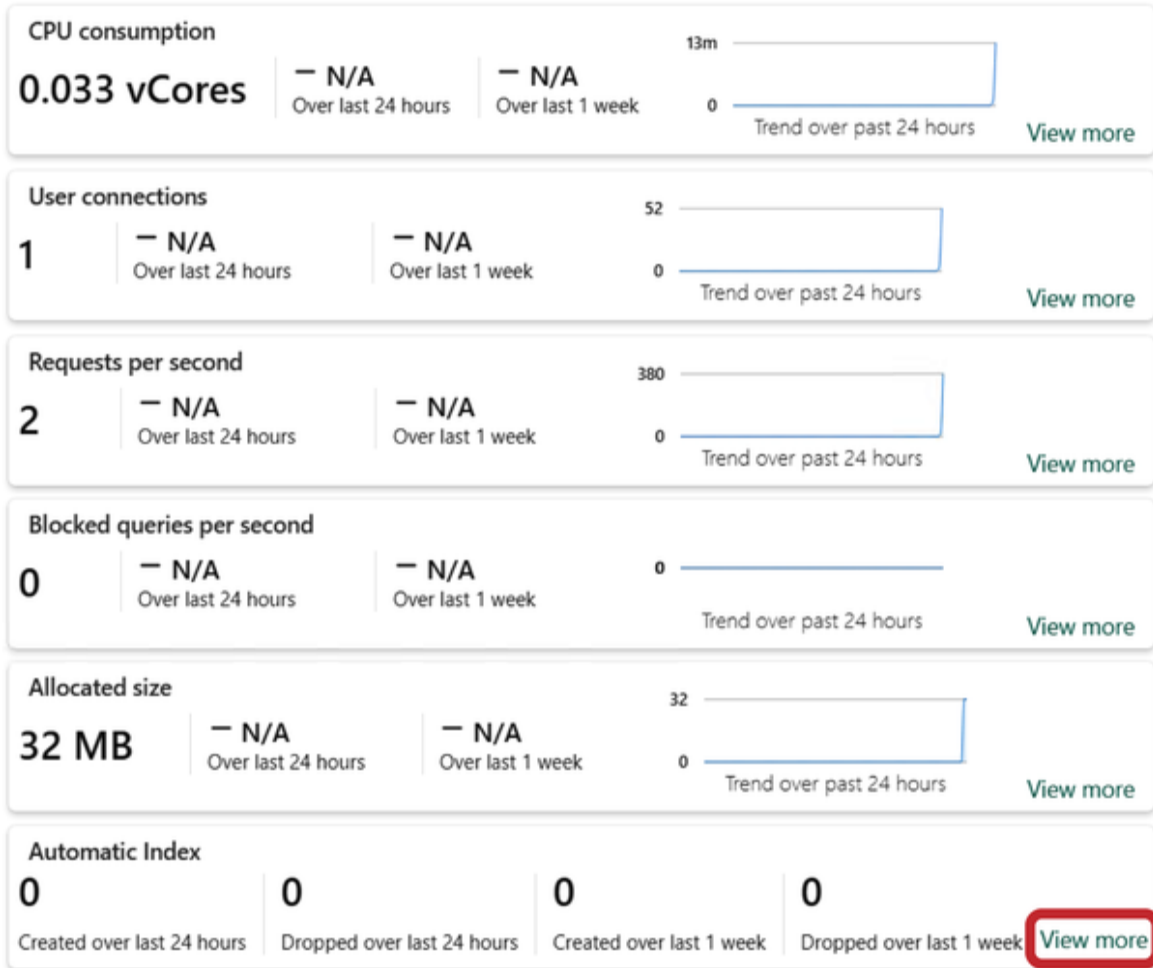 CPU consumption
0.033 vCores
— N/A
Over last 24 hours
— N/A
Over last 1 week
13m
0
Trend over past 24 hours
View more
User connections
1
— N/A
Over last 24 hours
— N/A
Over last 1 week
52
0
Trend over past 24 hours
View more
Requests per second
2
— N/A
Over last 24 hours
— N/A
Over last 1 week
380
0
Trend over past 24 hours
View more
Blocked queries per second
0
— N/A
Over last 24 hours
— N/A
Over last 1 week
0
Trend over past 24 hours
View more
Allocated size
32 MB
— N/A
Over last 24 hours
— N/A
Over last 1 week
32
0
Trend over past 24 hours
View more
Automatic Index
0
Created over last 24 hours
0
Dropped over last 24 hours
0
Created over last 1 week
0
Dropped over last 1 week
View more